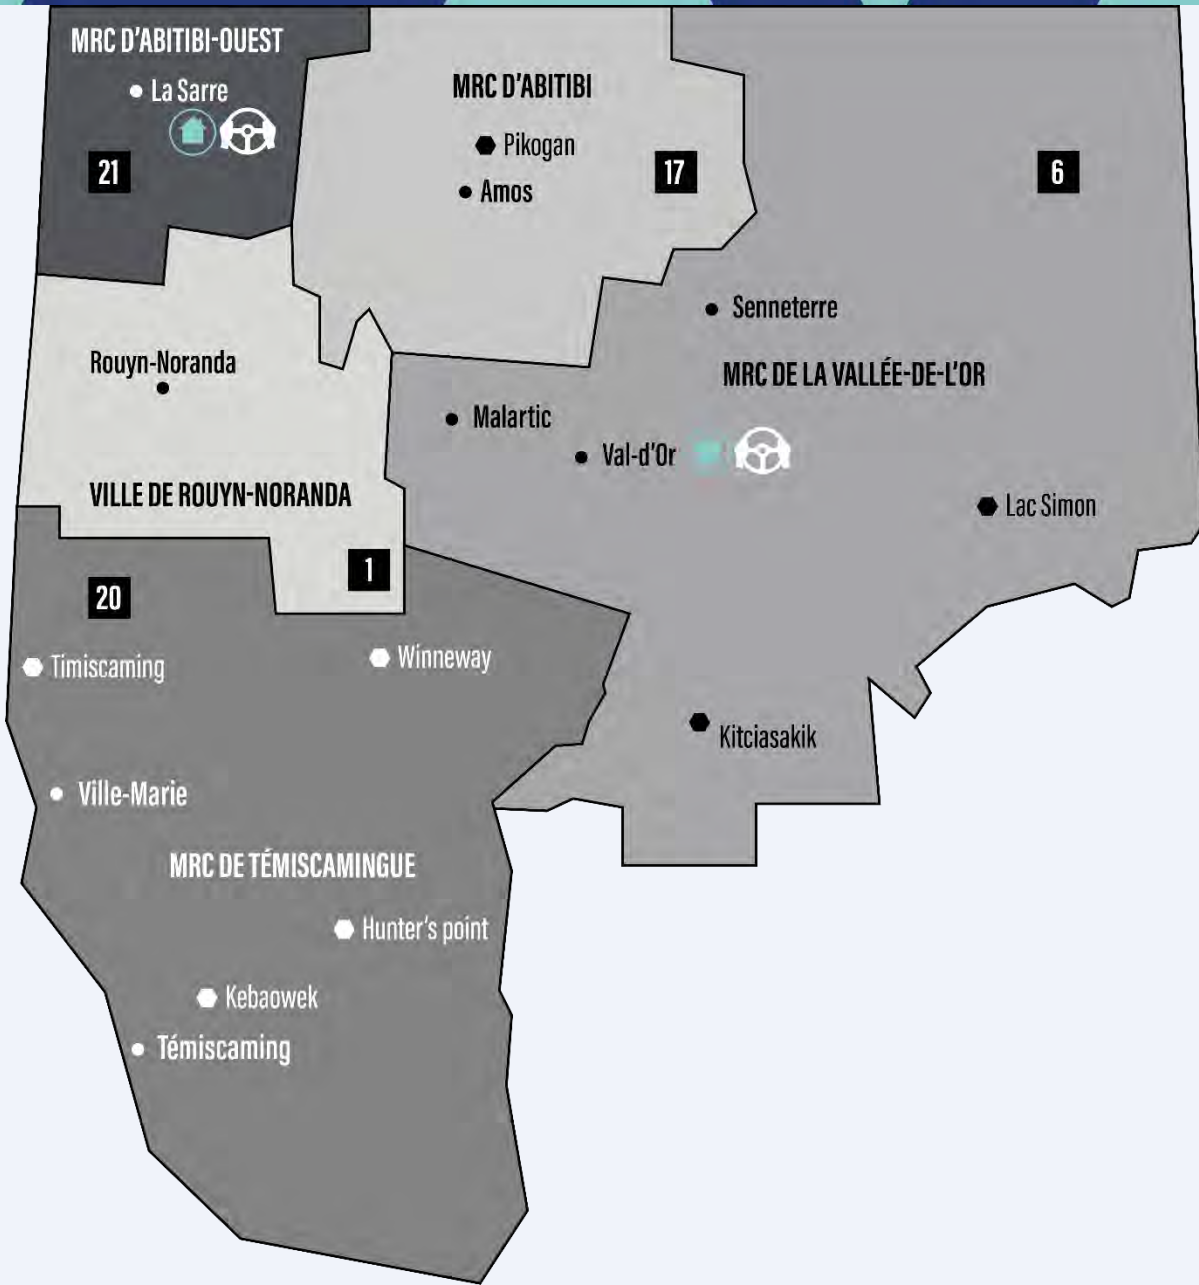 MRC D'ABITIBI-OUEST
La Sarre
21
MRC D'ABITIBI
Pikogan
Amos
17
6
Senneterre
MRC DE LA VALLÉE-DE-L'OR
Malartic
Val-d'Or
Lac Simon
Kitciasakik
Rouyn-Noranda
VILLE DE ROUYN-NORANDA
1
20
Timiscaming
Winneway
Ville-Marie
MRC DE TÉMISCAMINGUE
Hunter's point
Kebaowek
Témiscaming